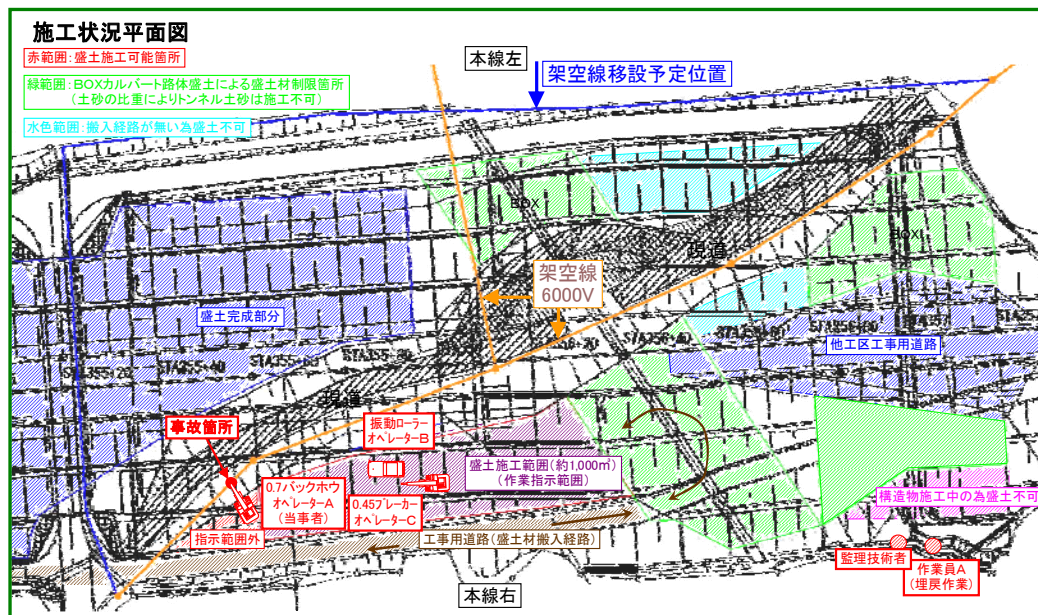 施工状況平面図
赤範囲:盛土施工可能箇所
緑範囲:BOXカルバート路体盛土による盛土材制限箇所
(土砂の比重によりトンネル土砂は施工不可)
水色範囲:搬入経路が無い為盛土不可
本線左
架空線移設予定位置
BOX
現道
BOX
架空線
6000V
盛土完成部分
STA355+20
STA355+40
STA355+60
STA355+80
STA256+40
STA256+60
STA256+80
STA257
他工区工事用道路
現道
事故箇所
振動ローラー
オペレーターB
盛土施工範囲(約1,000㎡)
(作業指示範囲)
0.7バックホウ
オペレーターA
(当事者)
0.45ブレーカー
オペレーターC
構造物施工中の為盛土不可
指示範囲外
工事用道路(盛土材搬入経路)
監理技術者
作業員A
(埋戻作業)
本線右